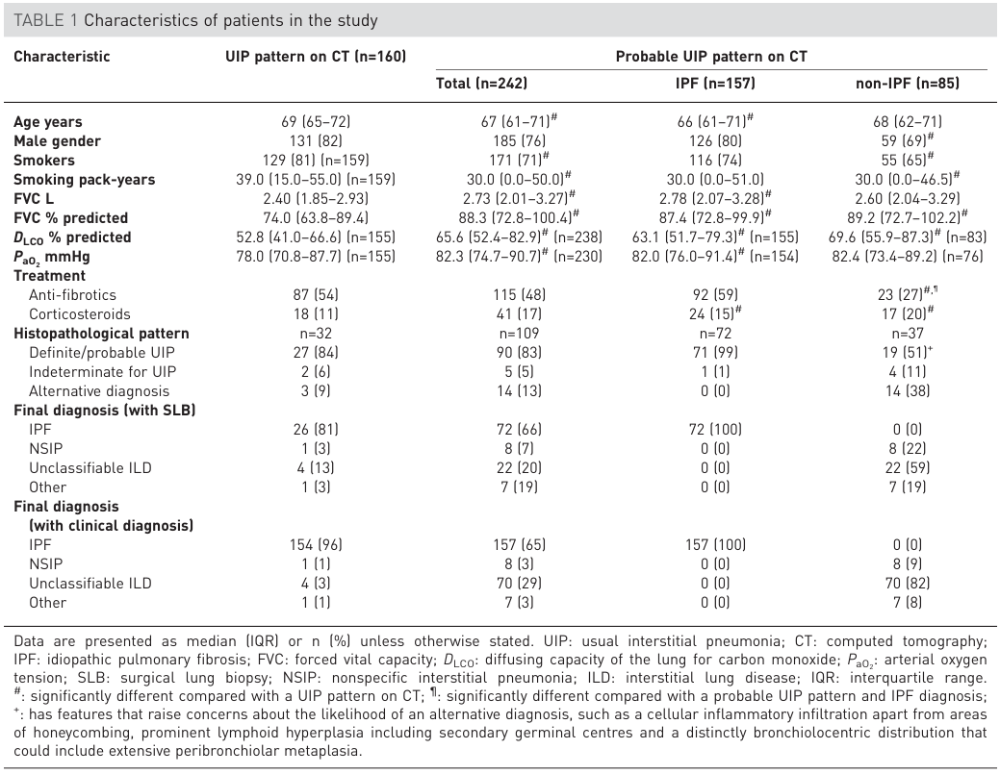 TABLE 1 Characteristics of patients in the study
Characteristic UIP pattern on CT (n=160) Probable UIP pattern on CT
Total (n=242) IPF (n=157) non-IPF (n=85)
Age years 69 (65–72) 67 (61–71)# 66 (61–71)# 68 (62–71)
Male gender 131 (82) 185 (76) 126 (80) 59 (69)#
Smokers 129 (81) (n=159) 171 (71)# 116 (74) 55 (65)#
Smoking pack-years 39.0 (15.0–55.0) (n=159) 30.0 (0.0–50.0)# 30.0 (0.0–51.0) 30.0 (0.0–46.5)#
FVC L 2.40 (1.85–2.93) 2.73 (2.01–3.27)# 2.78 (2.07–3.28)# 2.60 (2.04–3.29)
FVC % predicted 74.0 (63.8–89.4) 88.3 (72.8–100.4)# 87.4 (72.8–99.9)# 89.2 (72.7–102.2)#
DLCO % predicted 52.8 (41.0–66.6) (n=155) 65.6 (52.4–82.9)# (n=238) 63.1 (51.7–79.3)# (n=155) 69.6 (55.9–87.3)# (n=83)
PaO2 mmHg 78.0 (70.8–87.7) (n=155) 82.3 (74.7–90.7)# (n=230) 82.0 (76.0–91.4)# (n=154) 82.4 (73.4–89.2) (n=76)
Treatment
Anti-fibrotics 87 (54) 115 (48) 92 (59) 23 (27)#,¶
Corticosteroids 18 (11) 41 (17) 24 (15)# 17 (20)#
Histopathological pattern n=32 n=109 n=72 n=37
Definite/probable UIP 27 (84) 90 (83) 71 (99) 19 (51)+
Indeterminate for UIP 2 (6) 5 (5) 1 (1) 4 (11)
Alternative diagnosis 3 (9) 14 (13) 0 (0) 14 (38)
Final diagnosis (with SLB)
IPF 26 (81) 72 (66) 72 (100) 0 (0)
NSIP 1 (3) 8 (7) 0 (0) 8 (22)
Unclassifiable ILD 4 (13) 22 (20) 0 (0) 22 (59)
Other 1 (3) 7 (19) 0 (0) 7 (19)
Final diagnosis
(with clinical diagnosis)
IPF 154 (96) 157 (65) 157 (100) 0 (0)
NSIP 1 (1) 8 (3) 0 (0) 8 (9)
Unclassifiable ILD 4 (3) 70 (29) 0 (0) 70 (82)
Other 1 (1) 7 (3) 0 (0) 7 (8)
Data are presented as median (IQR) or n (%) unless otherwise stated. UIP: usual interstitial pneumonia; CT: computed tomography;
IPF: idiopathic pulmonary fibrosis; FVC: forced vital capacity; DLCO: diffusing capacity of the lung for carbon monoxide; PaO2: arterial oxygen
tension; SLB: surgical lung biopsy; NSIP: nonspecific interstitial pneumonia; ILD: interstitial lung disease; IQR: interquartile range.
#: significantly different compared with a UIP pattern on CT; ¶: significantly different compared with a probable UIP pattern and IPF diagnosis;
+: has features that raise concerns about the likelihood of an alternative diagnosis, such as a cellular inflammatory infiltration apart from areas
of honeycombing, prominent lymphoid hyperplasia including secondary germinal centres and a distinctly bronchiolocentric distribution that
could include extensive peribronchiolar metaplasia.